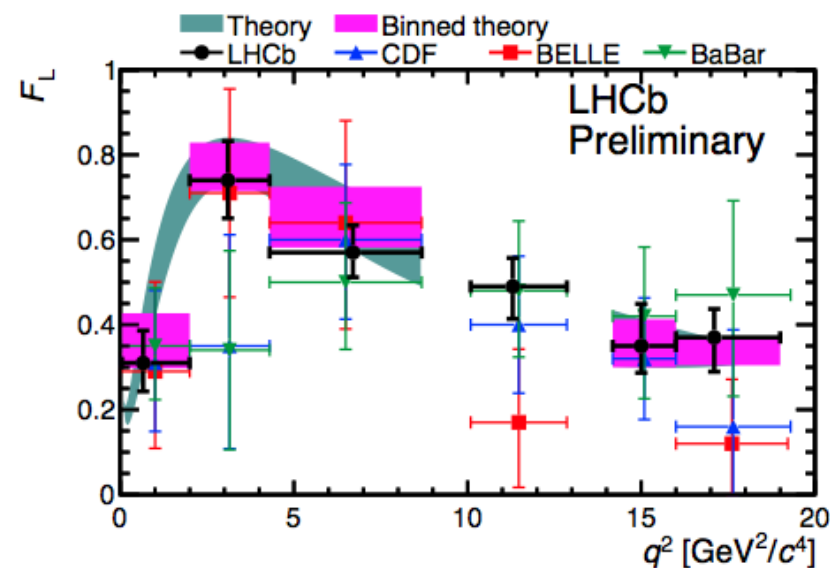 Theory Binned theory
LHCb CDF BELLE BaBar
F_L
1
0.8
0.6
0.4
0.2
0
LHCb
Preliminary
0 5 10 15 20
q² [GeV²/c⁴]